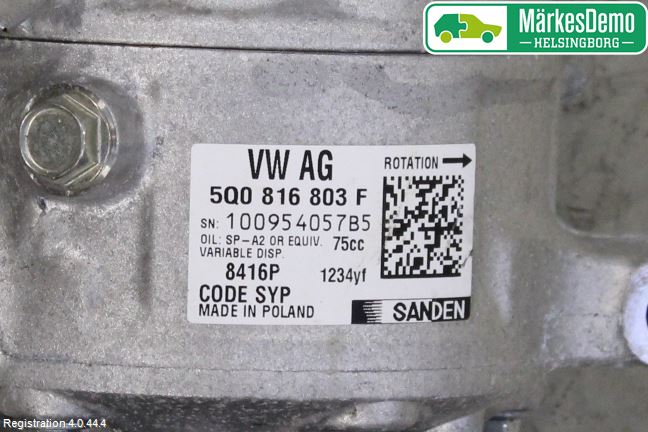 MärkesDemo
HELSINGBORG
VW AG
ROTATION
5Q0 816 803 F
SN: 100954057B5
OIL: SP-A2 OR EQUIV. 75cc
VARIABLE DISP.
8416P 1234yf
CODE SYP
MADE IN POLAND
SANDEN
Registration 4.0.44.4